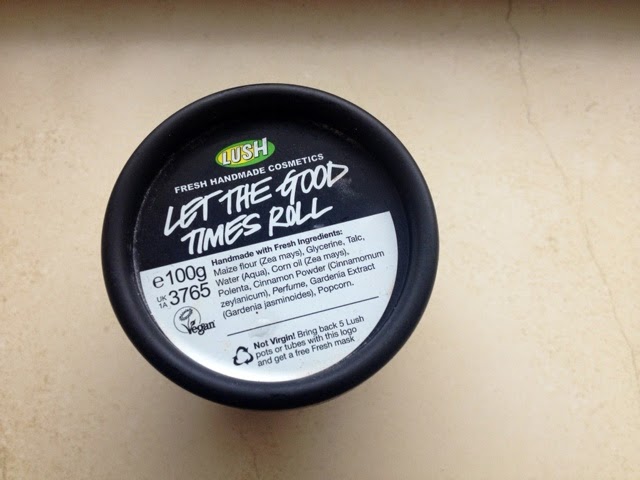 LUSH
FRESH HANDMADE COSMETICS
LET THE GOOD
TIMES ROLL
e100g
UK
1A 3765
Vegan
Handmade with Fresh Ingredients:
Maize flour (Zea mays), Glycerine, Talc,
Water (Aqua), Corn oil (Zea mays),
Polenta, Cinnamon Powder (Cinnamomum
zeylanicum), Perfume, Gardenia Extract
(Gardenia jasminoides), Popcorn.
Not Virgin! Bring back 5 Lush
pots or tubes with this logo
and get a free Fresh mask